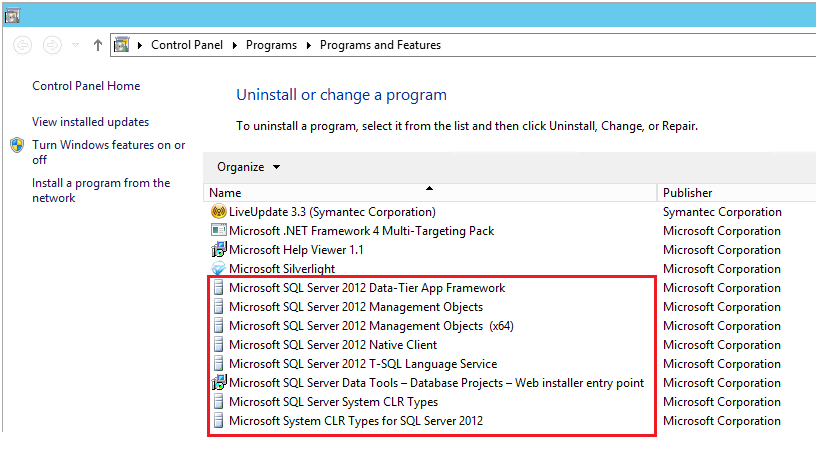 Control Panel Programs Programs and Features
Control Panel Home
View installed updates
Turn Windows features on or
off
Install a program from the
network
Uninstall or change a program
To uninstall a program, select it from the list and then click Uninstall, Change, or Repair.
Organize
Name Publisher
LiveUpdate 3.3 (Symantec Corporation) Symantec Corporation
Microsoft .NET Framework 4 Multi-Targeting Pack Microsoft Corporation
Microsoft Help Viewer 1.1 Microsoft Corporation
Microsoft Silverlight Microsoft Corporation
Microsoft SQL Server 2012 Data-Tier App Framework Microsoft Corporation
Microsoft SQL Server 2012 Management Objects Microsoft Corporation
Microsoft SQL Server 2012 Management Objects (x64) Microsoft Corporation
Microsoft SQL Server 2012 Native Client Microsoft Corporation
Microsoft SQL Server 2012 T-SQL Language Service Microsoft Corporation
Microsoft SQL Server Data Tools – Database Projects – Web installer entry point Microsoft Corporation
Microsoft SQL Server System CLR Types Microsoft Corporation
Microsoft System CLR Types for SQL Server 2012 Microsoft Corporation